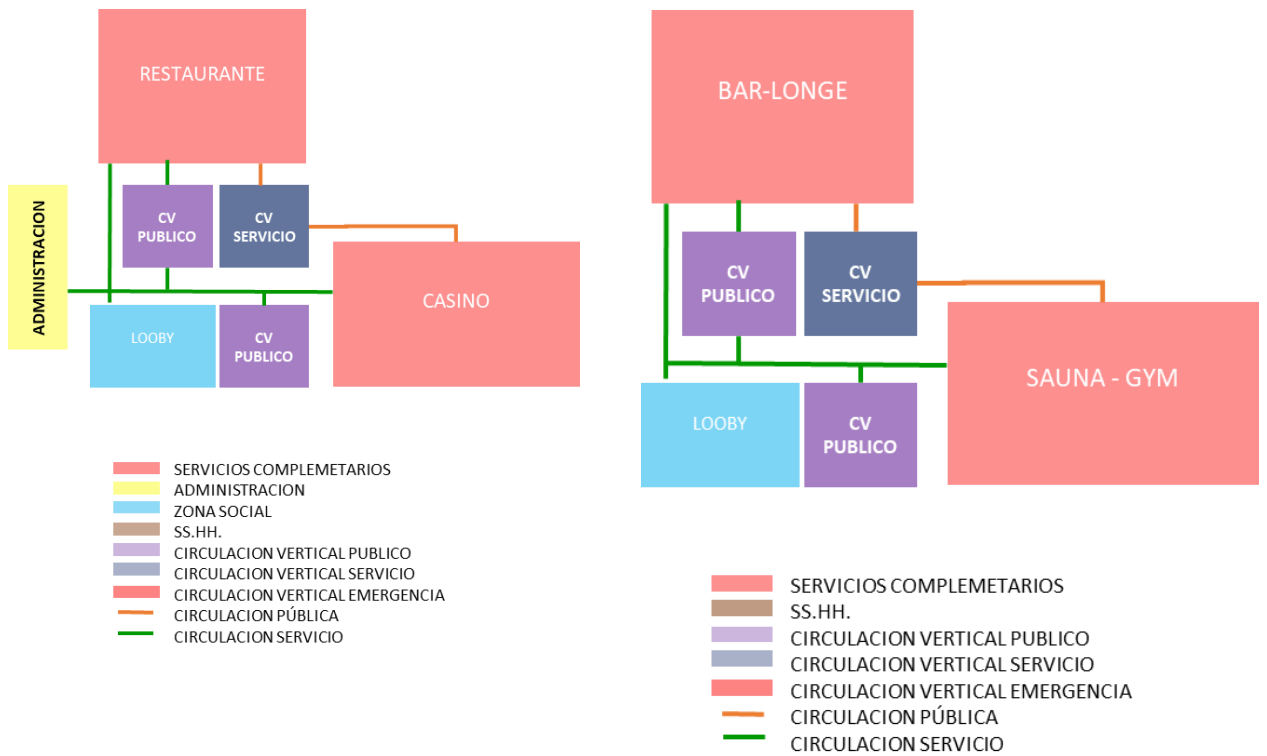 RESTAURANTE
ADMINISTRACION
CV
PUBLICO
CV
SERVICIO
CASINO
LOOBY
CV
PUBLICO
SERVICIOS COMPLEMETARIOS
ADMINISTRACION
ZONA SOCIAL
SS.HH.
CIRCULACION VERTICAL PUBLICO
CIRCULACION VERTICAL SERVICIO
CIRCULACION VERTICAL EMERGENCIA
CIRCULACION PÚBLICA
CIRCULACION SERVICIO
BAR-LONGE
CV
PUBLICO
CV
SERVICIO
SAUNA - GYM
LOOBY
CV
PUBLICO
SERVICIOS COMPLEMETARIOS
SS.HH.
CIRCULACION VERTICAL PUBLICO
CIRCULACION VERTICAL SERVICIO
CIRCULACION VERTICAL EMERGENCIA
CIRCULACION PÚBLICA
CIRCULACION SERVICIO